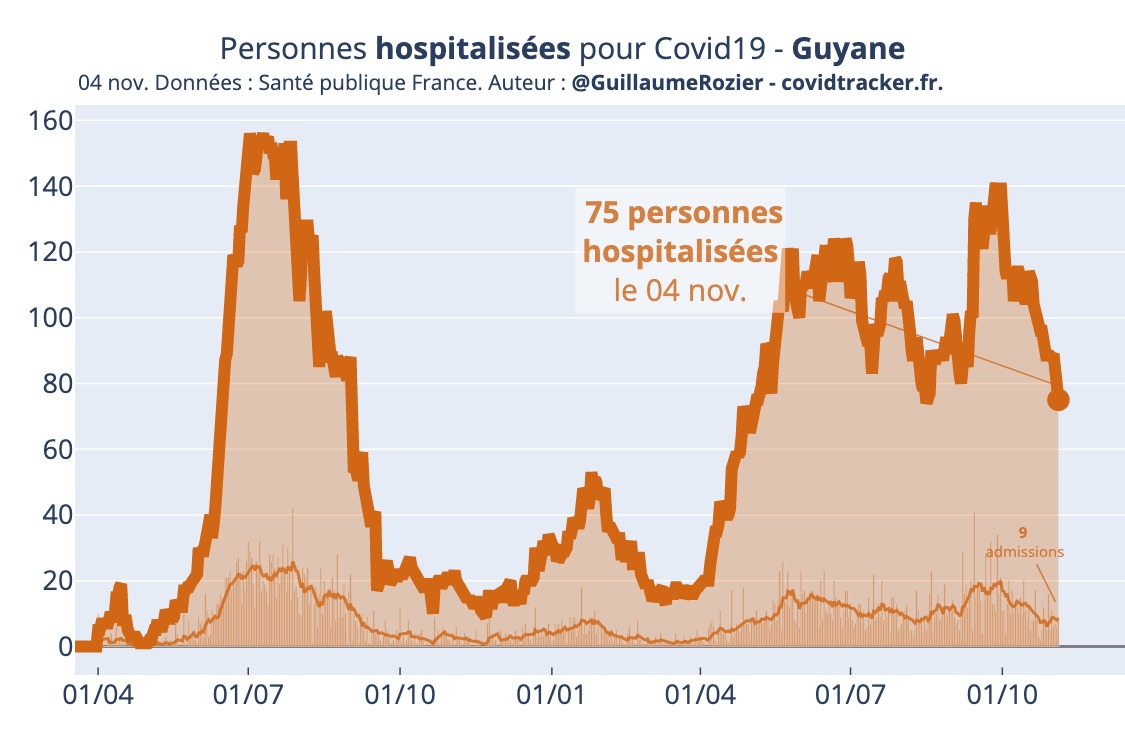 Personnes hospitalisées pour Covid19 - Guyane
04 nov. Données : Santé publique France. Auteur : @GuillaumeRozier - covidtracker.fr.
160
140
120
100
80
60
40
20
0
75 personnes
hospitalisées
le 04 nov.
9
admissions
01/04
01/07
01/10
01/01
01/04
01/07
01/10